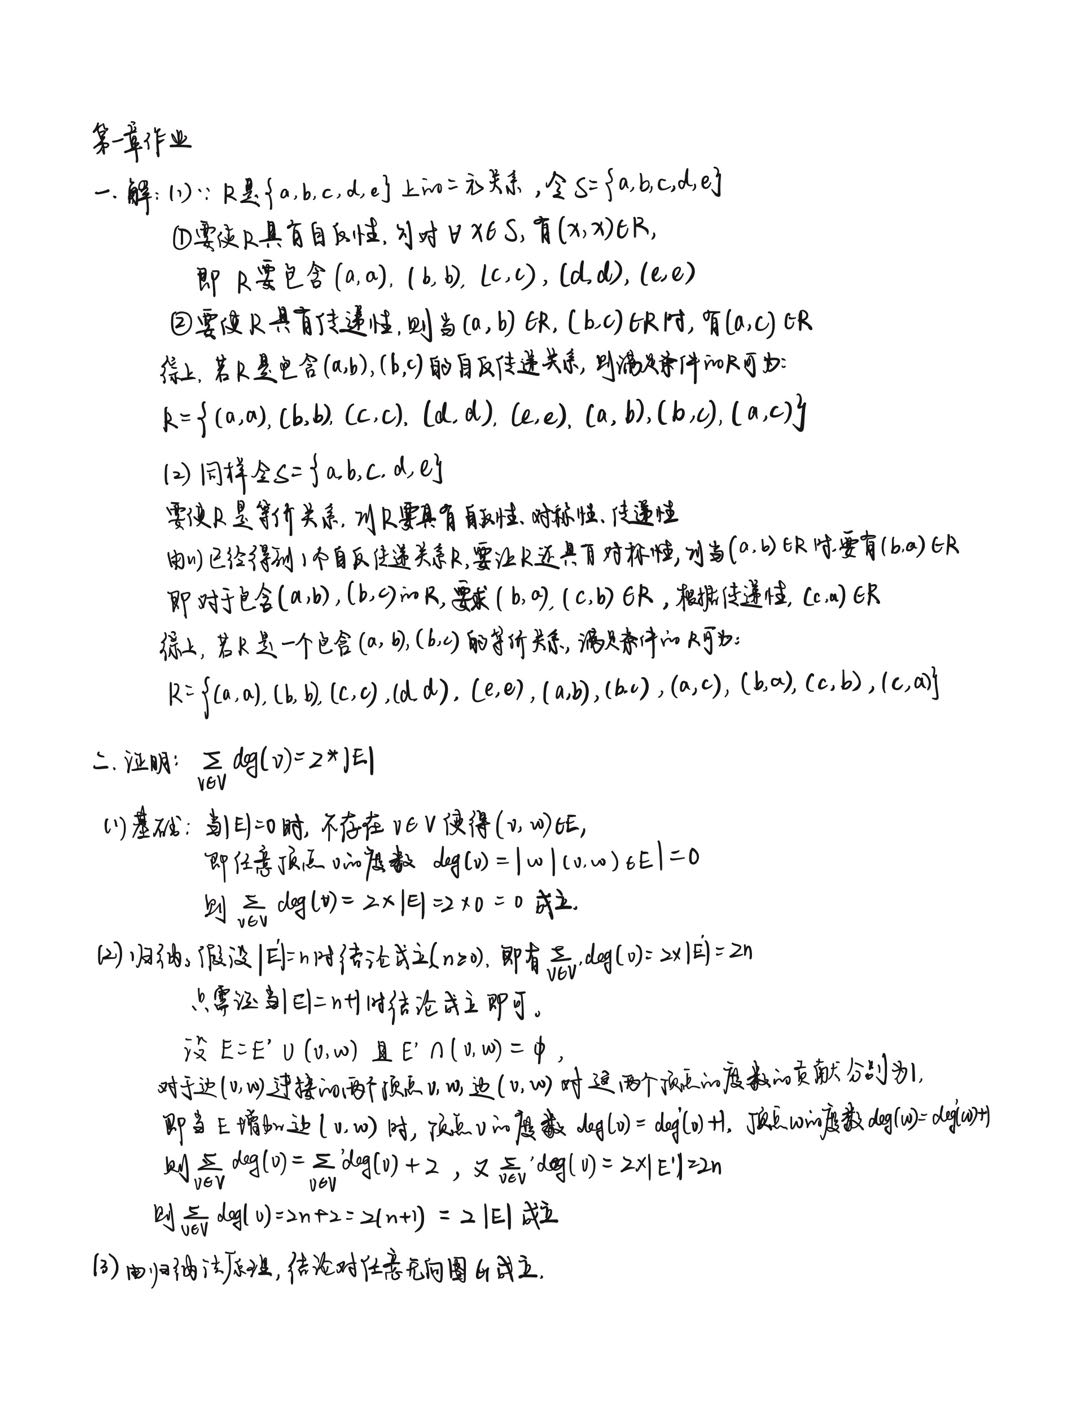 第一章作业
一.解:(1)∵ R是{a,b,c,d,e}上的二元关系,令S={a,b,c,d,e}
①要使R具有自反性,则对∀x∈S,有(x,x)∈R,
即 R要包含(a,a),(b,b),(c,c),(d,d),(e,e)
②要使R具有传递性,则当(a,b)∈R,(b,c)∈R时,有(a,c)∈R
综上,若R是包含(a,b),(b,c)的自反传递关系,则满足条件的R可为:
R={(a,a),(b,b),(c,c),(d,d),(e,e),(a,b),(b,c),(a,c)}
(2)同样令S={a,b,c,d,e}
要使R是等价关系,则R要具有自反性、对称性、传递性
由(1)已经得到1个自反传递关系R,要让R还具有对称性,则当(a,b)∈R时,要有(b,a)∈R
即对于包含(a,b),(b,c)的R,要求(b,a),(c,b)∈R,根据传递性,(c,a)∈R
综上,若R是一个包含(a,b),(b,c)的等价关系,满足条件的R可为:
R={(a,a),(b,b),(c,c),(d,d),(e,e),(a,b),(b,c),(a,c),(b,a),(c,b),(c,a)}
二.证明: ∑_{v∈V} deg(v)=2*|E|
(1)基础:当|E|=0时,不存在v∈V使得(v,w)∈E,
即任意顶点v的度数 deg(v)=|w|(v,w)∈E|=0
则 ∑_{v∈V} deg(v)=2×|E|=2×0=0 成立.
(2)归纳:假设|E'|=n时结论成立(n≥0),即有∑_{v∈V}'deg(v)=2×|E'|=2n
只需证当|E|=n+1时结论成立即可。
设 E=E'∪(v,w) 且 E'∩(v,w)=φ,
对于边(v,w)连接的两个顶点v,w,边(v,w)对这两个顶点的度数的贡献分别为1,
即当E增加边(v,w)时,顶点v的度数deg(v)=deg'(v)+1,顶点w的度数deg(w)=deg'(w)+1
则∑_{v∈V} deg(v)=∑_{v∈V}'deg(v)+2,又∑_{v∈V}'deg(v)=2×|E'|=2n
则∑_{v∈V} deg(v)=2n+2=2(n+1)=2|E| 成立
(3)由归纳法原理,结论对任意无向图G成立.